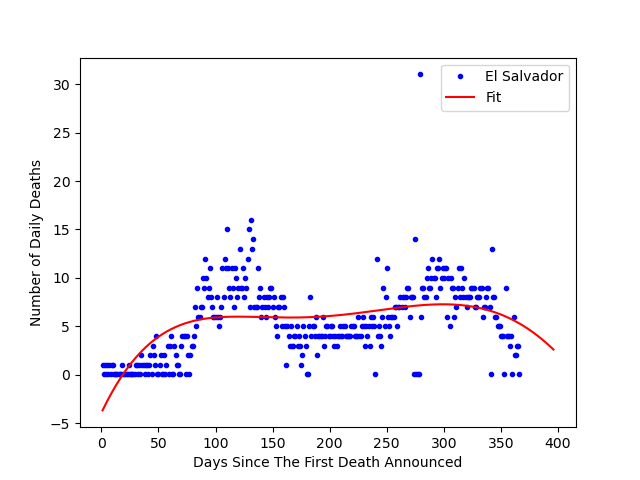 El Salvador
Fit
Number of Daily Deaths
30
25
20
15
10
5
0
−5
0 50 100 150 200 250 300 350 400
Days Since The First Death Announced